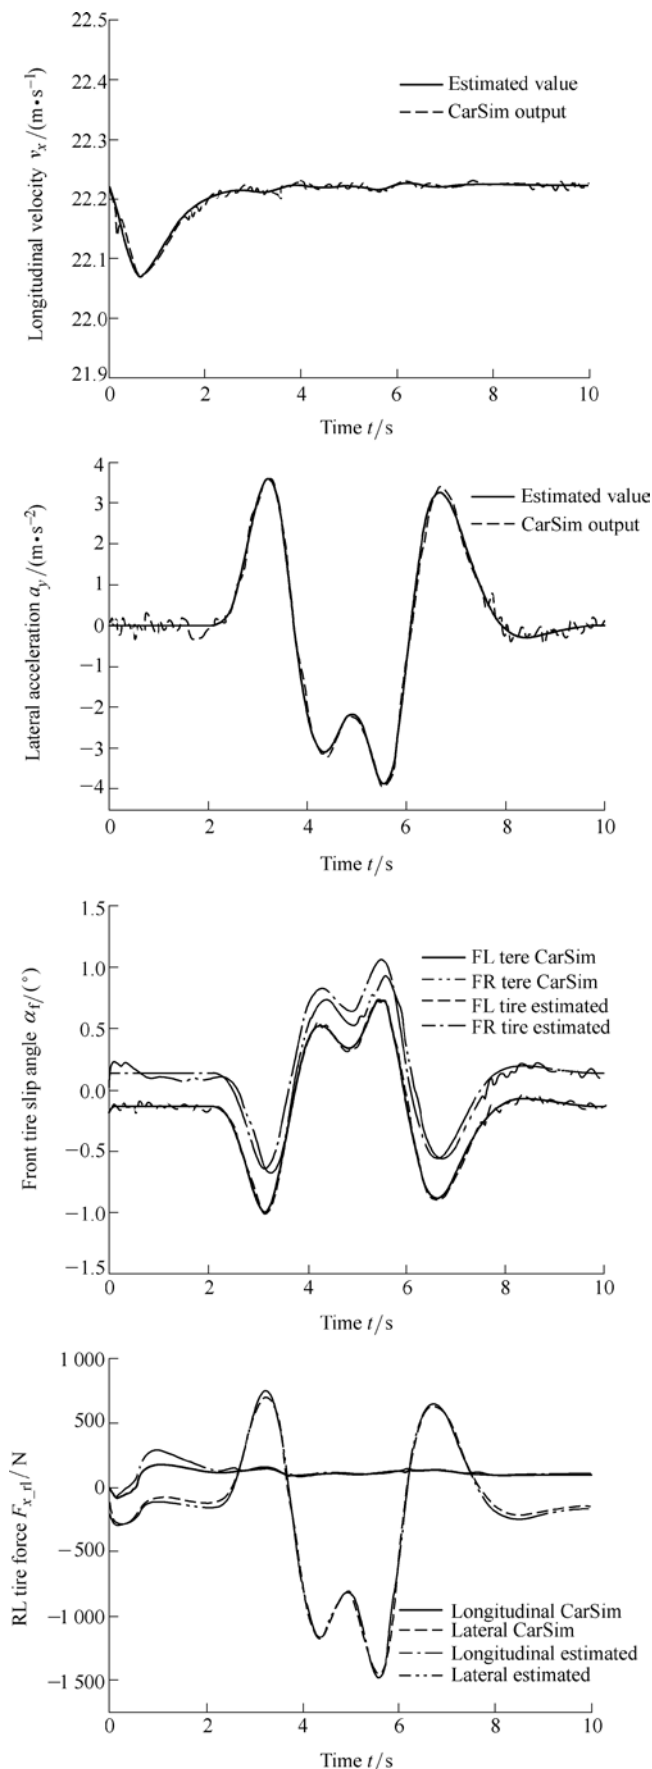 22.5
22.4
22.3
22.2
22.1
22.0
21.9
Longitudinal velocity vₓ/(m•s⁻¹)
Estimated value
CarSim output
0 2 4 6 8 10
Time t/s
4
3
2
1
0
−1
−2
−3
−4
Lateral acceleration a_y/(m•s⁻²)
Estimated value
CarSim output
0 2 4 6 8 10
Time t/s
1.5
1.0
0.5
0.0
−0.5
−1.0
−1.5
Front tire slip angle α_f/(°)
FL tere CarSim
FR tere CarSim
FL tire estimated
FR tire estimated
0 2 4 6 8 10
Time t/s
1 000
500
0
−500
−1 000
−1 500
RL tire force F_x_rl/N
Longitudinal CarSim
Lateral CarSim
Longitudinal estimated
Lateral estimated
0 2 4 6 8 10
Time t/s